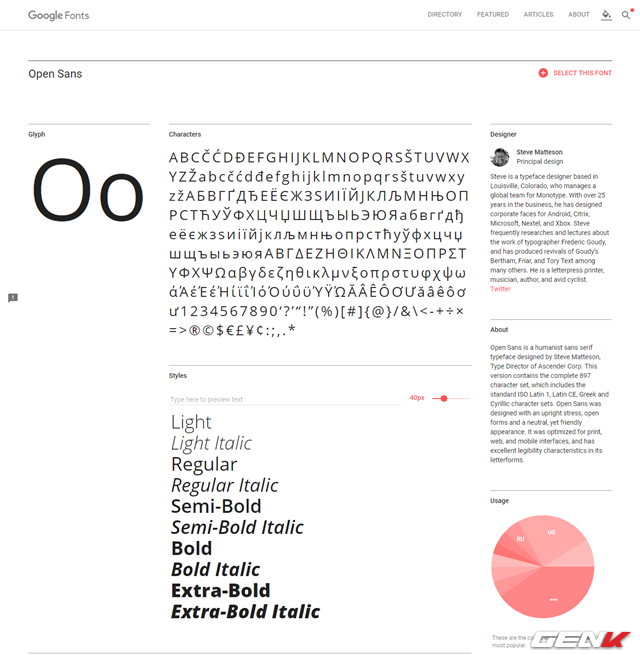 Google Fonts
DIRECTORY FEATURED ARTICLES ABOUT
Open Sans
SELECT THIS FONT
Glyph
Oo
Characters
ABCČĆDĐEFGHIJKLMNOPQRSŠTUVWX
YZŽabcčćdđefghijklmnopqrsštuvwxy
zžАБВГЃДЂЕЁЄЖЗЅИІЇЙЈКЛЉМНЊОП
РСТЋУЎФХЦЧЏШЩЪЫЬЭЮЯабвгѓдђ
еёєжзѕиіїйјклљмнњопрстћуўфхцчџ
шщъыьэюяΑΒΓΔΕΖΗΘΙΚΛΜΝΞΟΠΡΣΤ
ΥΦΧΨΩαβγδεζηθικλμνξοπρστυφχψω
άΆέΈέΉίϊΐΊόΌύΰϋΎΫΏĂÂÊÔƠƯăâêôơ
ư1234567890‘?’“!”(%)[#]{@}/&\<-+÷×
=>®©$€£¥¢:;,.*
Styles
Type here to preview text
40px
Light
Light Italic
Regular
Regular Italic
Semi-Bold
Semi-Bold Italic
Bold
Bold Italic
Extra-Bold
Extra-Bold Italic
Designer
Steve Matteson
Principal design
Steve is a typeface designer based in
Louisville, Colorado, who manages a
global team for Monotype. With over 25
years in the business, he has designed
corporate faces for Android, Citrix,
Microsoft, Nextel, and Xbox. Steve
frequently researches and lectures about
the work of typographer Frederic Goudy,
and has produced revivals of Goudy's
Bertham, Friar, and Tory Text among
many others. He is a letterpress printer,
musician, author, and avid cyclist.
Twitter
About
Open Sans is a humanist sans serif
typeface designed by Steve Matteson,
Type Director of Ascender Corp. This
version contains the complete 897
character set, which includes the
standard ISO Latin 1, Latin CE, Greek and
Cyrillic character sets. Open Sans was
designed with an upright stress, open
forms and a neutral, yet friendly
appearance. It was optimized for print,
web, and mobile interfaces, and has
excellent legibility characteristics in its
letterforms.
Usage
US
RU
These are the
most popular.
GENK